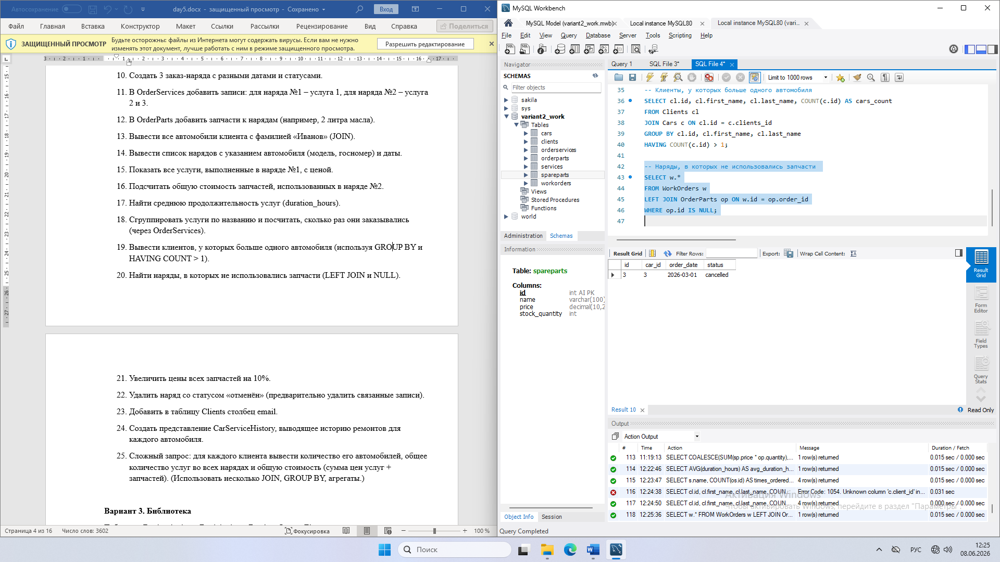 Автосохранение
day5.docx - защищенный просмотр - Сохранено
Вход
Файл Главная Вставка Конструктор Макет Ссылки Рассылки Рецензирование Вид Справка Поделиться
ЗАЩИЩЕННЫЙ ПРОСМОТР
Будьте осторожны: файлы из Интернета могут содержать вирусы. Если вам не нужно
изменять этот документ, лучше работать с ним в режиме защищенного просмотра.
Разрешить редактирование
10. Создать 3 заказ-наряда с разными датами и статусами.
11. В OrderServices добавить записи: для наряда №1 – услуга 1, для наряда №2 – услуга
2 и 3.
12. В OrderParts добавить запчасти к нарядам (например, 2 литра масла).
13. Вывести все автомобили клиента с фамилией «Иванов» (JOIN).
14. Вывести список нарядов с указанием автомобиля (модель, госномер) и даты.
15. Показать все услуги, выполненные в наряде №1, с ценой.
16. Подсчитать общую стоимость запчастей, использованных в наряде №2.
17. Найти среднюю продолжительность услуг (duration_hours).
18. Сгруппировать услуги по названию и посчитать, сколько раз они заказывались
(через OrderServices).
19. Вывести клиентов, у которых больше одного автомобиля (используя GROUP BY и
HAVING COUNT > 1).
20. Найти наряды, в которых не использовались запчасти (LEFT JOIN и NULL).
21. Увеличить цены всех запчастей на 10%.
22. Удалить наряд со статусом «отменён» (предварительно удалить связанные записи).
23. Добавить в таблицу Clients столбец email.
24. Создать представление CarServiceHistory, выводящее историю ремонтов для
каждого автомобиля.
25. Сложный запрос: для каждого клиента вывести количество его автомобилей, общее
количество услуг во всех нарядах и общую стоимость (сумма цен услуг +
запчастей). (Использовать несколько JOIN, GROUP BY, агрегаты.)
Вариант 3. Библиотека
Страница 4 из 16 Число слов: 3602 Фокусировка 100 %
MySQL Workbench
MySQL Model (variant2_work.mwb) Local instance MySQL80 Local instance MySQL80 (vari...
File Edit View Query Database Server Tools Scripting Help
Navigator
SCHEMAS
Filter objects
sakila
sys
variant2_work
Tables
cars
clients
orderservices
orderparts
services
spareparts
workorders
Views
Stored Procedures
Functions
world
Administration Schemas
Information
Table: spareparts
Columns:
id int AI PK
name varchar(100)
price decimal(10,2
stock_quantity int
Object Info Session
Query Completed
Query 1 SQL File 3* SQL File 4*
Limit to 1000 rows
35 -- Клиенты, у которых больше одного автомобиля
36 SELECT cl.id, cl.first_name, cl.last_name, COUNT(c.id) AS cars_count
37 FROM Clients cl
38 JOIN Cars c ON cl.id = c.clients_id
39 GROUP BY cl.id, cl.first_name, cl.last_name
40 HAVING COUNT(c.id) > 1;
41
42 -- Наряды, в которых не использовались запчасти
43 SELECT w.*
44 FROM WorkOrders w
45 LEFT JOIN OrderParts op ON w.id = op.order_id
46 WHERE op.id IS NULL;
47
Result Grid Filter Rows: Export: Wrap Cell Content:
id car_id order_date status
3 3 2026-03-01 cancelled
Result Grid
Form Editor
Field Types
Query Stats
Result 10 Read Only
Output
Action Output
# Time Action Message Duration / Fetch
113 11:19:13 SELECT COALESCE(SUM(sp.price * op.quantity),... 1 row(s) returned 0.015 sec / 0.000 sec
114 12:22:46 SELECT AVG(duration_hours) AS avg_duration_h... 1 row(s) returned 0.015 sec / 0.000 sec
115 12:23:47 SELECT s.name, COUNT(os.id) AS times_ordered... 4 row(s) returned 0.015 sec / 0.000 sec
116 12:24:38 SELECT cl.id, cl.first_name, cl.last_name, COUN... Error Code: 1054. Unknown column 'c.client_id' in... 0.031 sec
117 12:24:50 SELECT cl.id, cl.first_name, cl.last_name, COUN... 4 row(s) returned 0.000 sec / 0.000 sec
118 12:25:36 SELECT w.* FROM WorkOrders w LEFT JOIN Or... 1 row(s) returned 0.015 sec / 0.000 sec
Активация Windows
Чтобы активировать Windows, перейдите в раздел "Параметры".
Поиск
РУС
12:25
08.06.2026